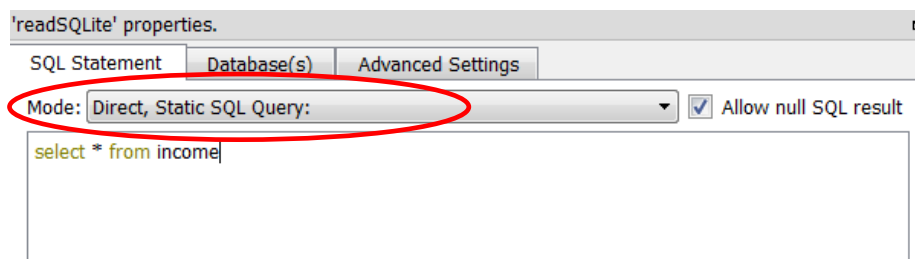 'readSQLite' properties.
SQL Statement Database(s) Advanced Settings
Mode: Direct, Static SQL Query: Allow null SQL result
select * from income